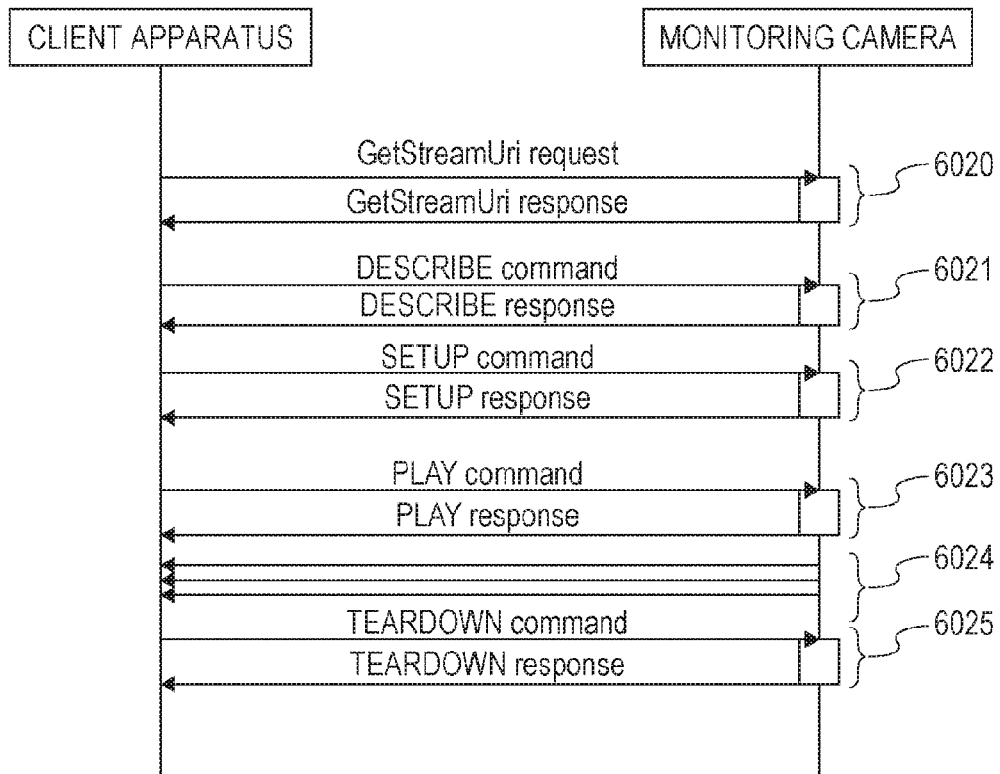 CLIENT APPARATUS
MONITORING CAMERA
GetStreamUri request
6020
GetStreamUri response
DESCRIBE command
6021
DESCRIBE response
SETUP command
6022
SETUP response
PLAY command
6023
PLAY response
6024
TEARDOWN command
6025
TEARDOWN response